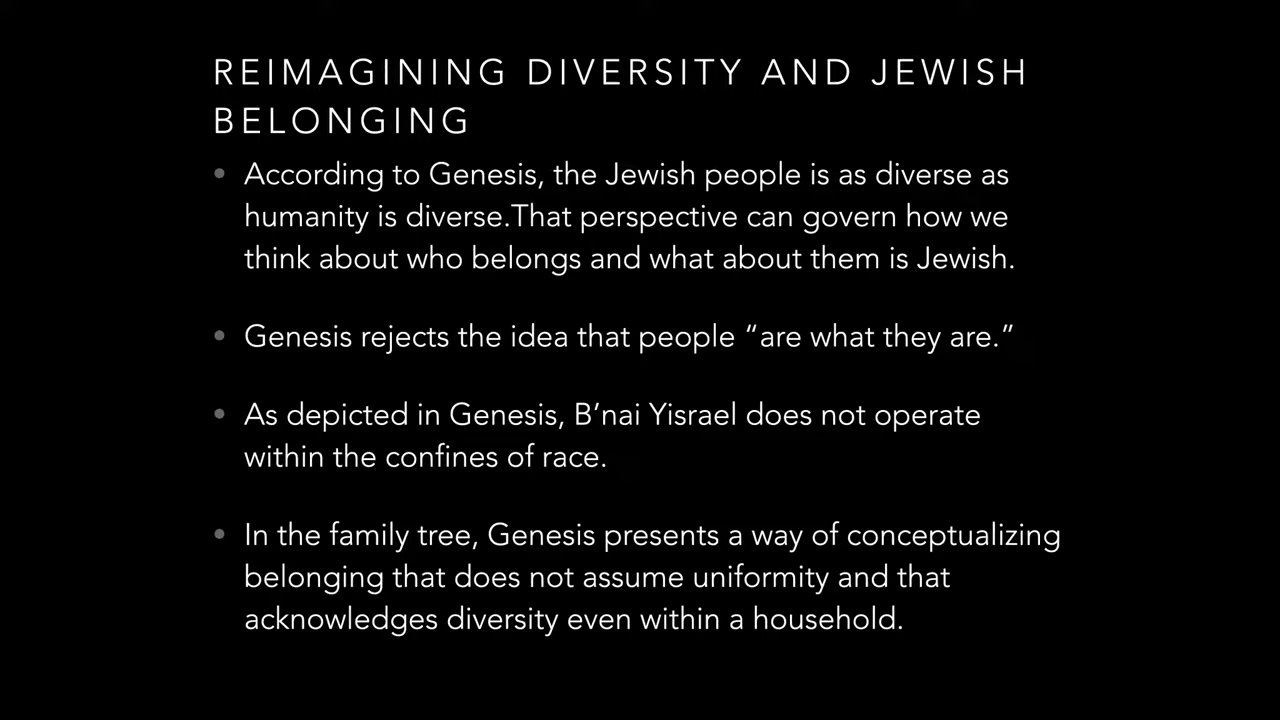 REIMAGINING DIVERSITY AND JEWISH
BELONGING
• According to Genesis, the Jewish people is as diverse as
humanity is diverse.That perspective can govern how we
think about who belongs and what about them is Jewish.
• Genesis rejects the idea that people “are what they are.”
• As depicted in Genesis, B’nai Yisrael does not operate
within the confines of race.
• In the family tree, Genesis presents a way of conceptualizing
belonging that does not assume uniformity and that
acknowledges diversity even within a household.